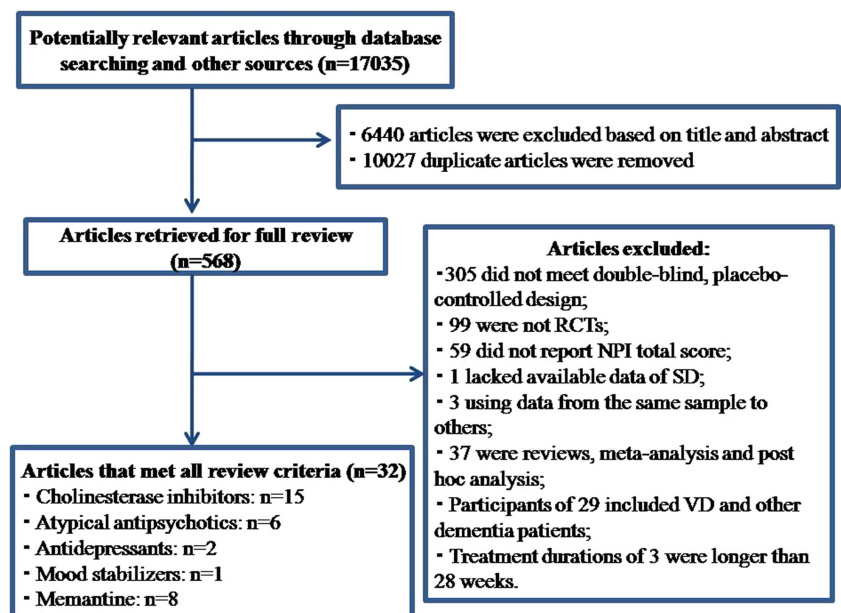 Potentially relevant articles through database
searching and other sources (n=17035)
- 6440 articles were excluded based on title and abstract
- 10027 duplicate articles were removed
Articles retrieved for full review
(n=568)
Articles excluded:
-305 did not meet double-blind, placebo-
controlled design;
- 99 were not RCTs;
- 59 did not report NPI total score;
- 1 lacked available data of SD;
- 3 using data from the same sample to
others;
- 37 were reviews, meta-analysis and post
hoc analysis;
- Participants of 29 included VD and other
dementia patients;
- Treatment durations of 3 were longer than
28 weeks.
Articles that met all review criteria (n=32)
- Cholinesterase inhibitors: n=15
- Atypical antipsychotics: n=6
- Antidepressants: n=2
- Mood stabilizers: n=1
- Memantine: n=8